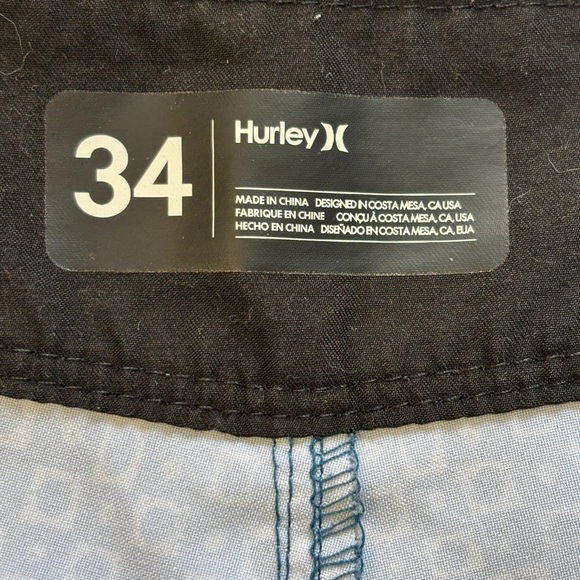 34
Hurley
MADE IN CHINA DESIGNED IN COSTA MESA, CA USA
FABRIQUE EN CHINE CONÇU À COSTA MESA, CA, USA
HECHO EN CHINA DISEÑADO EN COSTA MESA, CA, EUA